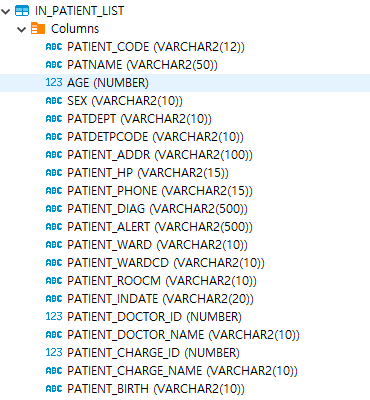 IN_PATIENT_LIST
Columns
ABC PATIENT_CODE (VARCHAR2(12))
ABC PATNAME (VARCHAR2(50))
123 AGE (NUMBER)
ABC SEX (VARCHAR2(10))
ABC PATDEPT (VARCHAR2(10))
ABC PATDETPCODE (VARCHAR2(10))
ABC PATIENT_ADDR (VARCHAR2(100))
ABC PATIENT_HP (VARCHAR2(15))
ABC PATIENT_PHONE (VARCHAR2(15))
ABC PATIENT_DIAG (VARCHAR2(500))
ABC PATIENT_ALERT (VARCHAR2(500))
ABC PATIENT_WARD (VARCHAR2(10))
ABC PATIENT_WARDCD (VARCHAR2(10))
ABC PATIENT_ROOCM (VARCHAR2(10))
ABC PATIENT_INDATE (VARCHAR2(20))
123 PATIENT_DOCTOR_ID (NUMBER)
ABC PATIENT_DOCTOR_NAME (VARCHAR2(10))
123 PATIENT_CHARGE_ID (NUMBER)
ABC PATIENT_CHARGE_NAME (VARCHAR2(10))
ABC PATIENT_BIRTH (VARCHAR2(10))